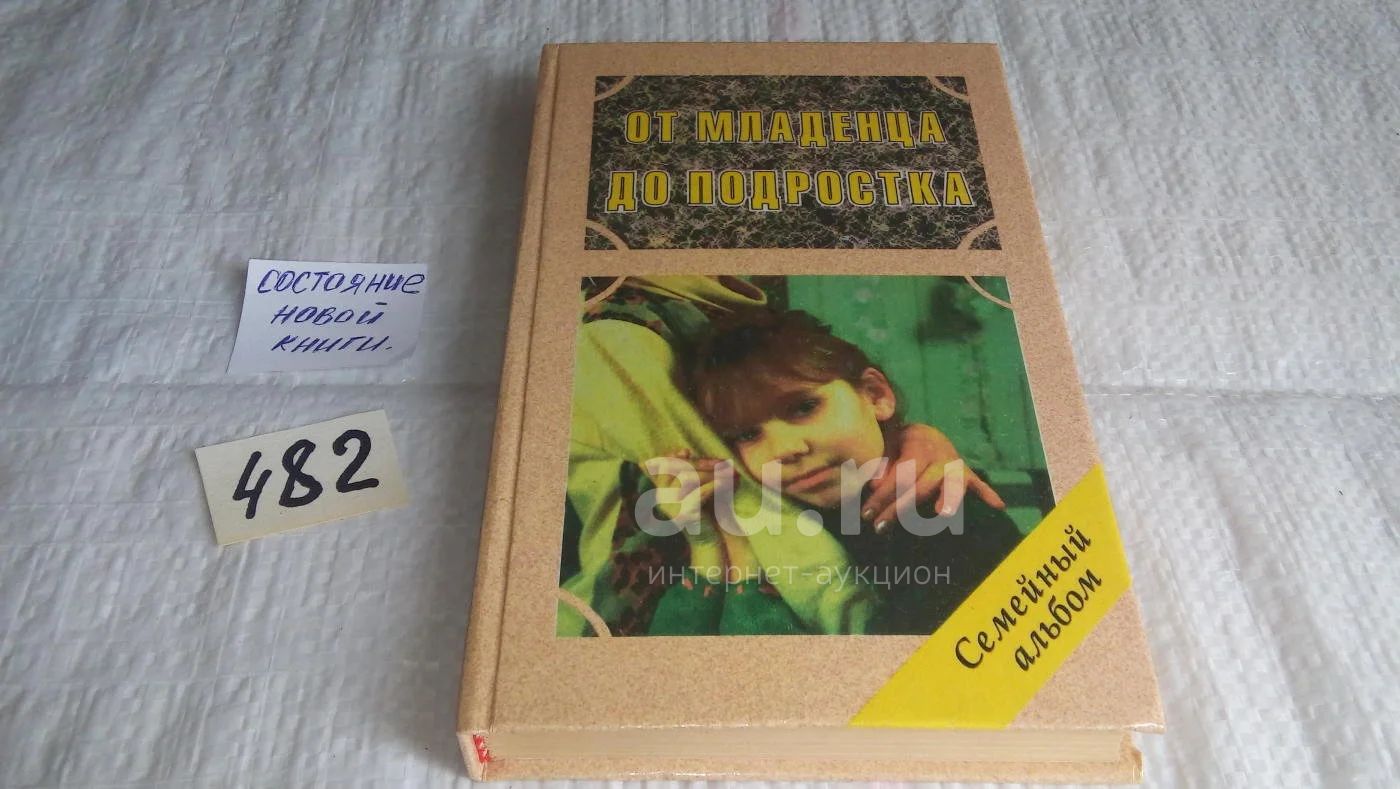 ОТ МЛАДЕНЦА
ДО ПОДРОСТКА
СОСТОЯНИЕ
НОВОЙ
КНИГИ.
482
au.ru
интернет-аукцион
Семейный
альбом